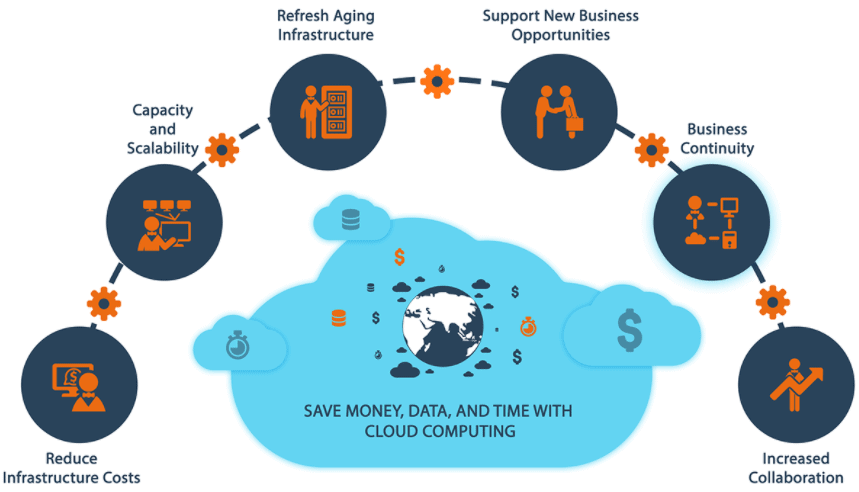 Refresh Aging
Infrastructure
Support New Business
Opportunities
Capacity
and
Scalability
Business
Continuity
$
$
$
$
$
$
SAVE MONEY, DATA, AND TIME WITH
CLOUD COMPUTING
Reduce
Infrastructure Costs
Increased
Collaboration